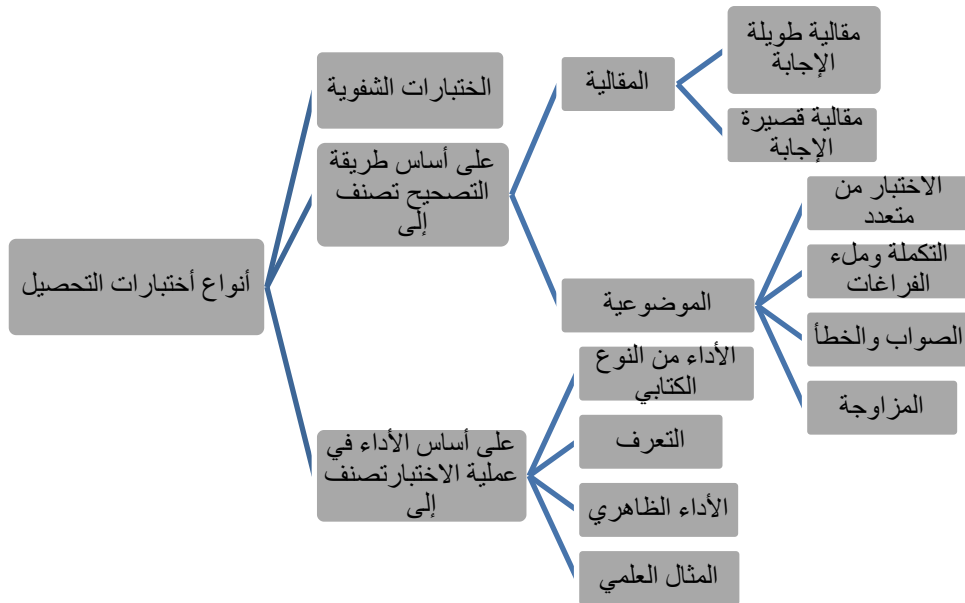 أنواع أختبارات التحصيل
الختبارات الشفوية
على أساس طريقة
التصحيح تصنف
إلى
المقالية
مقالية طويلة
الإجابة
مقالية قصيرة
الإجابة
الموضوعية
الاختبار من
متعدد
التكملة وملء
الفراغات
الصواب والخطأ
المزاوجة
على أساس الأداء في
عملية الاختبارتصنف
إلى
الأداء من النوع
الكتابي
التعرف
الأداء الظاهري
المثال العلمي